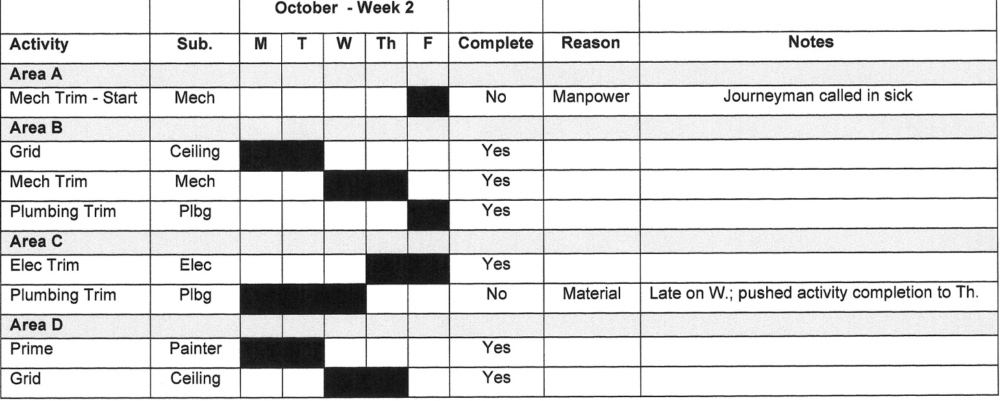 October - Week 2
Activity Sub. M T W Th F Complete Reason Notes
Area A
Mech Trim - Start Mech No Manpower Journeyman called in sick
Area B
Grid Ceiling Yes
Mech Trim Mech Yes
Plumbing Trim Plbg Yes
Area C
Elec Trim Elec Yes
Plumbing Trim Plbg No Material Late on W.; pushed activity completion to Th.
Area D
Prime Painter Yes
Grid Ceiling Yes